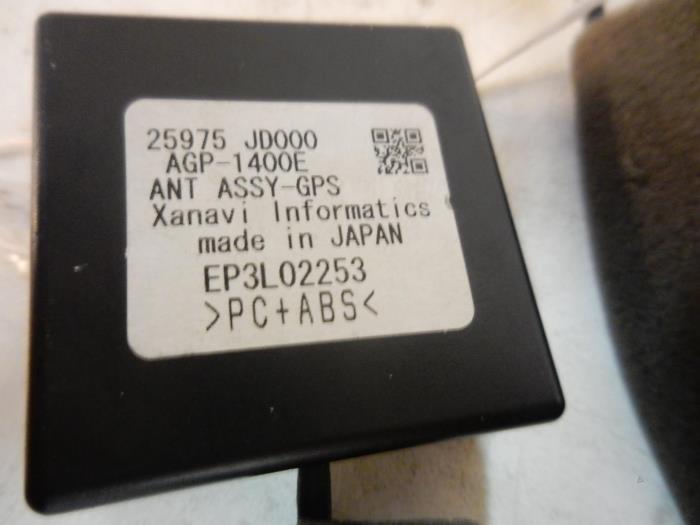 25975 JD000
AGP-1400E
ANT ASSY-GPS
Xanavi Informatics
made in JAPAN
EP3L02253
>PC+ABS<